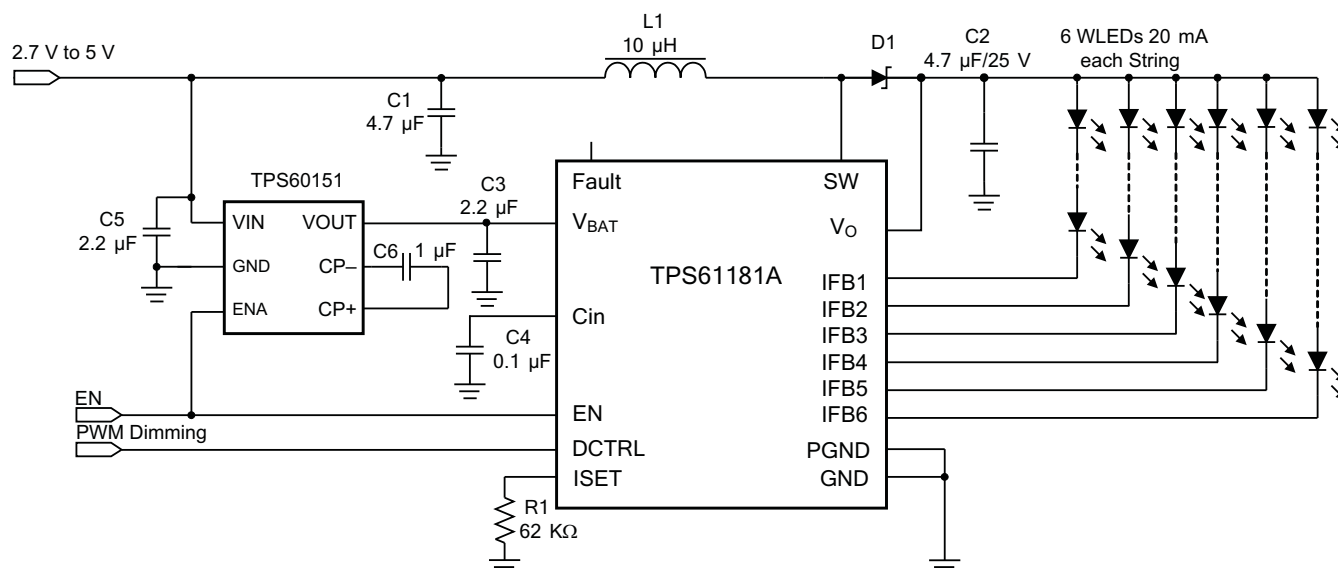 L1
10 µH
2.7 V to 5 V
D1
C2
4.7 µF/25 V
6 WLEDs 20 mA
each String
C1
4.7 µF
TPS60151
C5
2.2 µF
VIN
VOUT
GND
CP–
ENA
CP+
C6
1 µF
C3
2.2 µF
C4
0.1 µF
Fault
SW
VBAT
VO
TPS61181A
IFB1
Cin
IFB2
IFB3
IFB4
IFB5
EN
EN
IFB6
PWM Dimming
DCTRL
PGND
ISET
GND
R1
62 KΩ